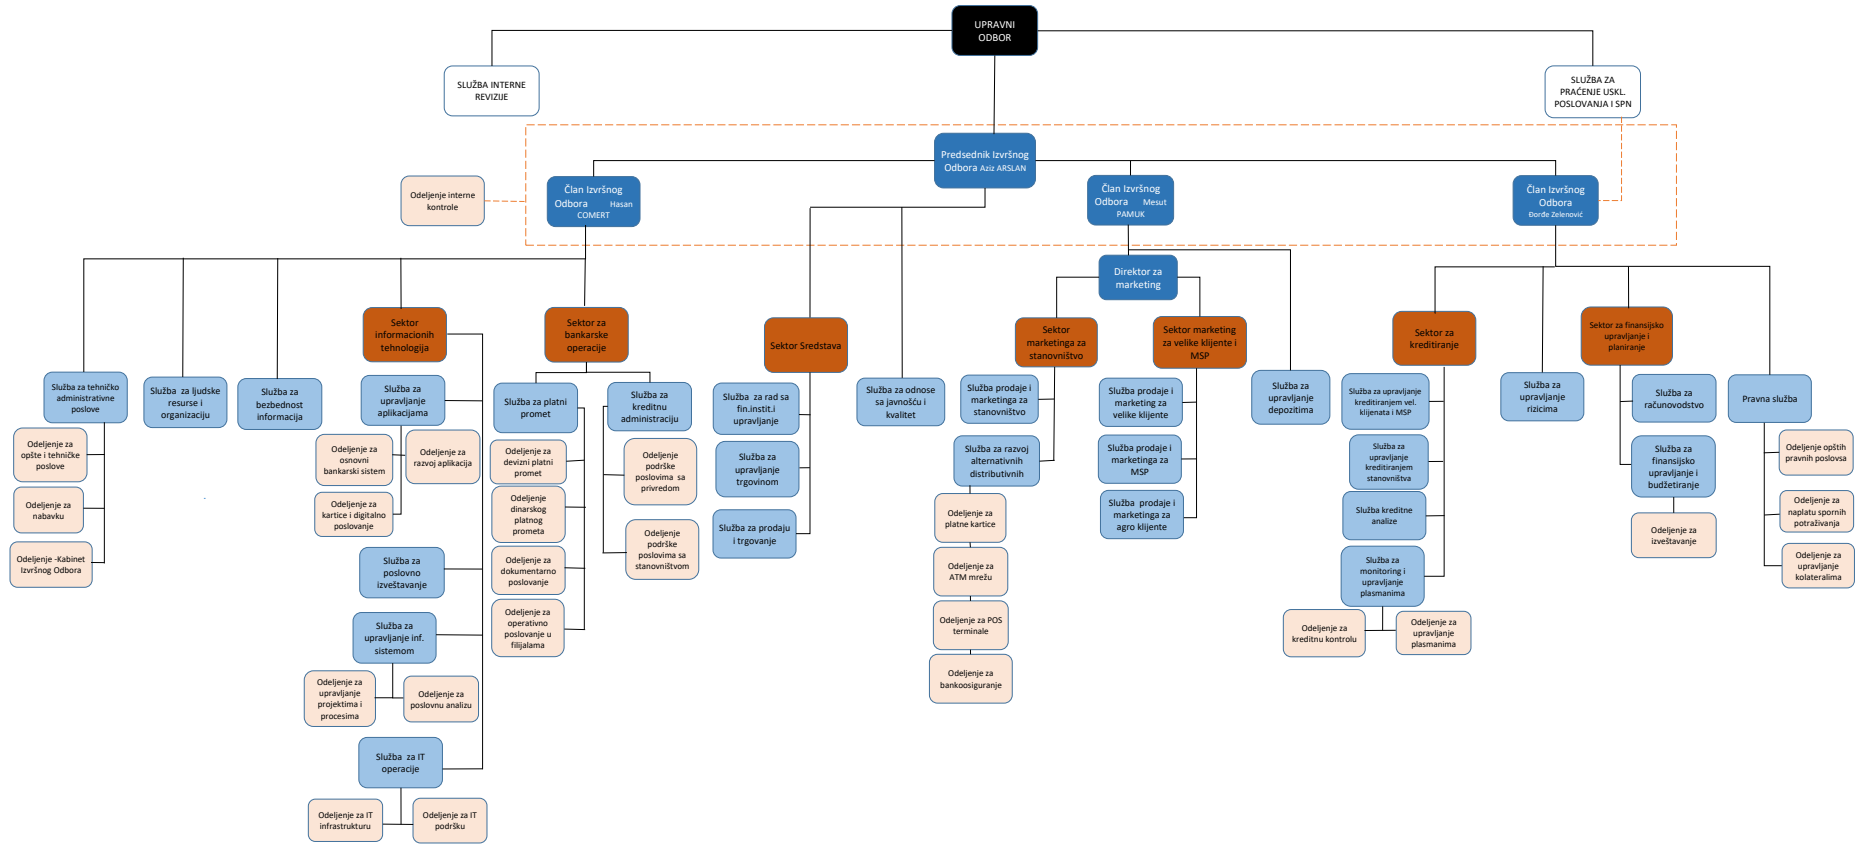 UPRAVNI
ODBOR
SLUŽBA INTERNE
REVIZIJE
SLUŽBA ZA
PRAĆENJE USKL.
POSLOVANJA I SPN
Predsednik Izvršnog
Odbora Aziz ARSLAN
Odeljenje interne
kontrole
Član Izvršnog
Odbora Hasan
COMERT
Član Izvršnog
Odbora Mesut
PAMUK
Član Izvršnog
Odbora
Đorđe Zelenović
Direktor za
marketing
Sektor
informacionih
tehnologija
Sektor za
bankarske
operacije
Sektor Sredstava
Sektor
marketinga za
stanovništvo
Sektor marketing
za velike klijente i
MSP
Sektor za
kreditiranje
Sektor za finansijsko
upravljanje i
planiranje
Služba za tehničko
administrativne
poslove
Služba za ljudske
resurse i
organizaciju
Služba za
bezbednost
informacija
Služba za
upravljanje
aplikacijama
Služba za platni
promet
Služba za
kreditnu
administraciju
Služba za rad sa
fin.instit.i
upravljanje
Služba za odnose
sa javnošću i
kvalitet
Služba prodaje i
marketinga za
stanovništvo
Služba prodaje i
marketing za
velike klijente
Služba za
upravljanje
depozitima
Služba za upravljanje
kreditiranjem vel.
klijenata i MSP
Služba za
upravljanje
rizicima
Služba za
računovodstvo
Pravna služba
Odeljenje za
opšte i tehničke
poslove
Odeljenje za
osnovni
bankarski sistem
Odeljenje za
razvoj aplikacija
Odeljenje za
devizni platni
promet
Odeljenje
podrške
poslovima sa
privredom
Služba za
upravljanje
trgovinom
Služba za razvoj
alternativnih
distributivnih
Služba prodaje i
marketinga za
MSP
Služba za
upravljanje
kreditiranjem
stanovništva
Služba za
finansijsko
upravljanje i
budžetiranje
Odeljenje opštih
pravnih poslovsa
Odeljenje za
nabavku
Odeljenje za
kartice i digitalno
poslovanje
Odeljenje
dinarskog
platnog
prometa
Odeljenje
podrške
poslovima sa
stanovništvom
Služba za prodaju
i trgovanje
Odeljenje za
platne kartice
Služba prodaje i
marketinga za
agro klijente
Služba kreditne
analize
Odeljenje za
izveštavanje
Odeljenje za
naplatu spornih
potraživanja
Odeljenje -Kabinet
Izvršnog Odbora
Služba za
poslovno
izveštavanje
Odeljenje za
dokumentarno
poslovanje
Odeljenje za
ATM mrežu
Služba za
monitoring i
upravljanje
plasmanima
Odeljenje za
upravljanje
kolateralima
Služba za
upravljanje inf.
sistemom
Odeljenje za
operativno
poslovanje u
filijalama
Odeljenje za POS
terminale
Odeljenje za
kreditnu kontrolu
Odeljenje za
upravljanje
plasmanima
Odeljenje za
upravljanje
projektima i
procesima
Odeljenje za
poslovnu analizu
Odeljenje za
bankoosiguranje
Služba za IT
operacije
Odeljenje za IT
infrastrukturu
Odeljenje za IT
podršku